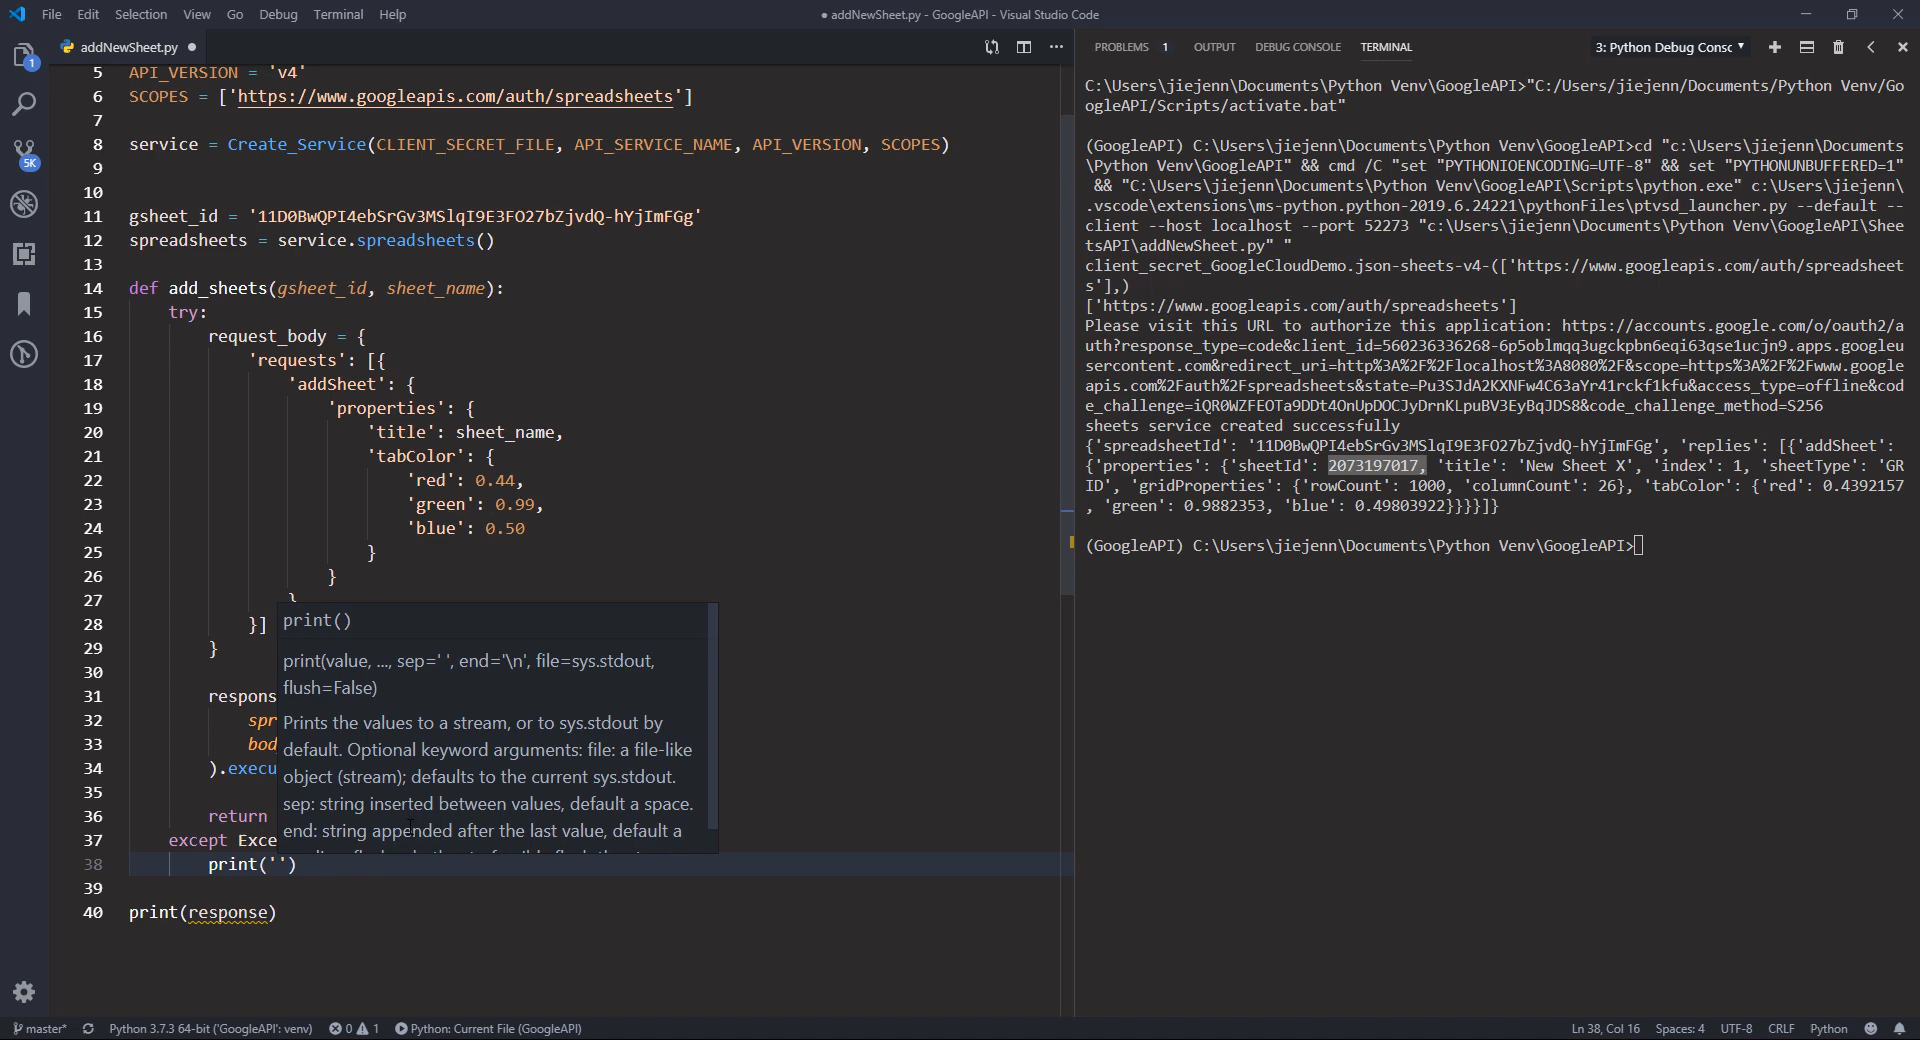 File Edit Selection View Go Debug Terminal Help
● addNewSheet.py - GoogleAPI - Visual Studio Code
1
5K
addNewSheet.py ●
5 API_VERSION = 'v4'
6 SCOPES = ['https://www.googleapis.com/auth/spreadsheets']
7
8 service = Create_Service(CLIENT_SECRET_FILE, API_SERVICE_NAME, API_VERSION, SCOPES)
9
10
11 gsheet_id = '11D0BwQPI4ebSrGv3MSlqI9E3FO27bZjvdQ-hYjImFGg'
12 spreadsheets = service.spreadsheets()
13
14 def add_sheets(gsheet_id, sheet_name):
15 try:
16 request_body = {
17 'requests': [{
18 'addSheet': {
19 'properties': {
20 'title': sheet_name,
21 'tabColor': {
22 'red': 0.44,
23 'green': 0.99,
24 'blue': 0.50
25 }
26 }
27 }
28 }]
29 }
30
31 respons
32 spr
33 bod
34 ).execu
35
36 return
37 except Exce
38 print('')
39
40 print(response)
print()
print(value, ..., sep=' ', end='\n', file=sys.stdout,
flush=False)
Prints the values to a stream, or to sys.stdout by
default. Optional keyword arguments: file: a file-like
object (stream); defaults to the current sys.stdout.
sep: string inserted between values, default a space.
end: string appended after the last value, default a
PROBLEMS 1 OUTPUT DEBUG CONSOLE TERMINAL 3: Python Debug Consc
C:\Users\jiejenn\Documents\Python Venv\GoogleAPI>"C:/Users/jiejenn/Documents/Python Venv/Go
ogleAPI/Scripts/activate.bat"
(GoogleAPI) C:\Users\jiejenn\Documents\Python Venv\GoogleAPI>cd "c:\Users\jiejenn\Documents
\Python Venv\GoogleAPI" && cmd /C "set "PYTHONIOENCODING=UTF-8" && set "PYTHONUNBUFFERED=1"
&& "C:\Users\jiejenn\Documents\Python Venv\GoogleAPI\Scripts\python.exe" c:\Users\jiejenn\
.vscode\extensions\ms-python.python-2019.6.24221\pythonFiles\ptvsd_launcher.py --default --
client --host localhost --port 52273 "c:\Users\jiejenn\Documents\Python Venv\GoogleAPI\Shee
tsAPI\addNewSheet.py" "
client_secret_GoogleCloudDemo.json-sheets-v4-(['https://www.googleapis.com/auth/spreadsheet
s'],)
['https://www.googleapis.com/auth/spreadsheets']
Please visit this URL to authorize this application: https://accounts.google.com/o/oauth2/a
uth?response_type=code&client_id=560236336268-6p5oblmqq3ugckpbn6eqi63qse1ucjn9.apps.googleu
sercontent.com&redirect_uri=http%3A%2F%2Flocalhost%3A8080%2F&scope=https%3A%2F%2Fwww.google
apis.com%2Fauth%2Fspreadsheets&state=Pu3SJdA2KXNFw4C63aYr41rckf1kfu&access_type=offline&cod
e_challenge=iQR0WZFEOTa9DDt4OnUpDOCJyDrnKLpuBV3EyBqJDS8&code_challenge_method=S256
sheets service created successfully
{'spreadsheetId': '11D0BwQPI4ebSrGv3MSlqI9E3FO27bZjvdQ-hYjImFGg', 'replies': [{'addSheet':
{'properties': {'sheetId': 2073197017, 'title': 'New Sheet X', 'index': 1, 'sheetType': 'GR
ID', 'gridProperties': {'rowCount': 1000, 'columnCount': 26}, 'tabColor': {'red': 0.4392157
, 'green': 0.9882353, 'blue': 0.49803922}}}}]}
(GoogleAPI) C:\Users\jiejenn\Documents\Python Venv\GoogleAPI>
master* Python 3.7.3 64-bit ('GoogleAPI': venv) 0 1 Python: Current File (GoogleAPI)
Ln 38, Col 16 Spaces: 4 UTF-8 CRLF Python